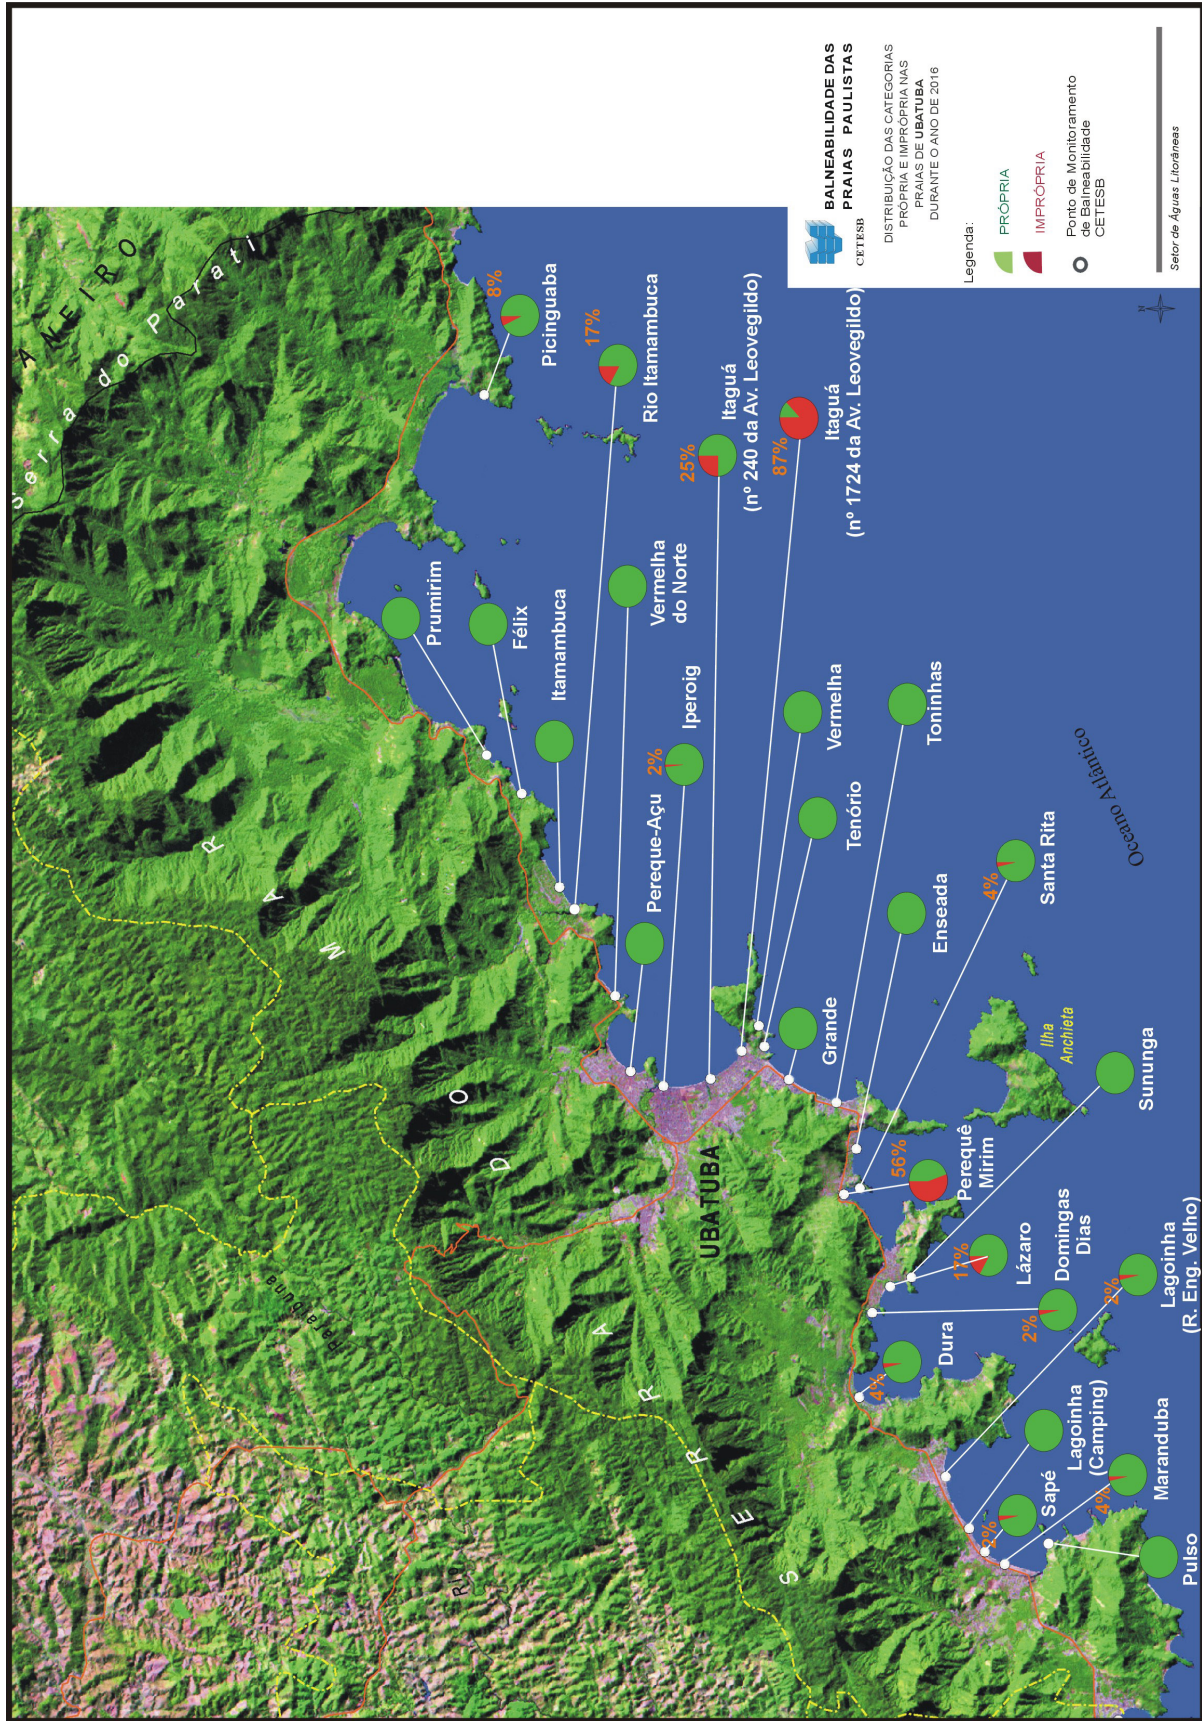 BALNEABILIDADE DAS
PRAIAS PAULISTAS
CETESB
DISTRIBUIÇÃO DAS CATEGORIAS
PRÓPRIA E IMPRÓPRIA NAS
PRAIAS DE UBATUBA
DURANTE O ANO DE 2016
Legenda:
PRÓPRIA
IMPRÓPRIA
Ponto de Monitoramento
de Balneabilidade
CETESB
Setor de Águas Litorâneas
N
ANEIRO
Serra do Parati
SERRA DO MAR
UBATUBA
Oceano Atlântico
Ilha
Anchieta
8%
Picinguaba
Prumirim
Félix
Itamambuca
17%
Rio Itamambuca
Vermelha
do Norte
Pereque-Açu
2%
Iperoig
25%
Itaguá
(nº 240 da Av. Leovegildo)
87%
Itaguá
(nº 1724 da Av. Leovegildo)
Vermelha
Tenório
Grande
Toninhas
Enseada
4%
Santa Rita
56%
Perequê
Mirim
Sununga
17%
Lázaro
2%
Domingas
Dias
4%
Dura
2%
Lagoinha
(R. Eng. Velho)
Lagoinha
(Camping)
2%
Sapé
4%
Maranduba
Pulso